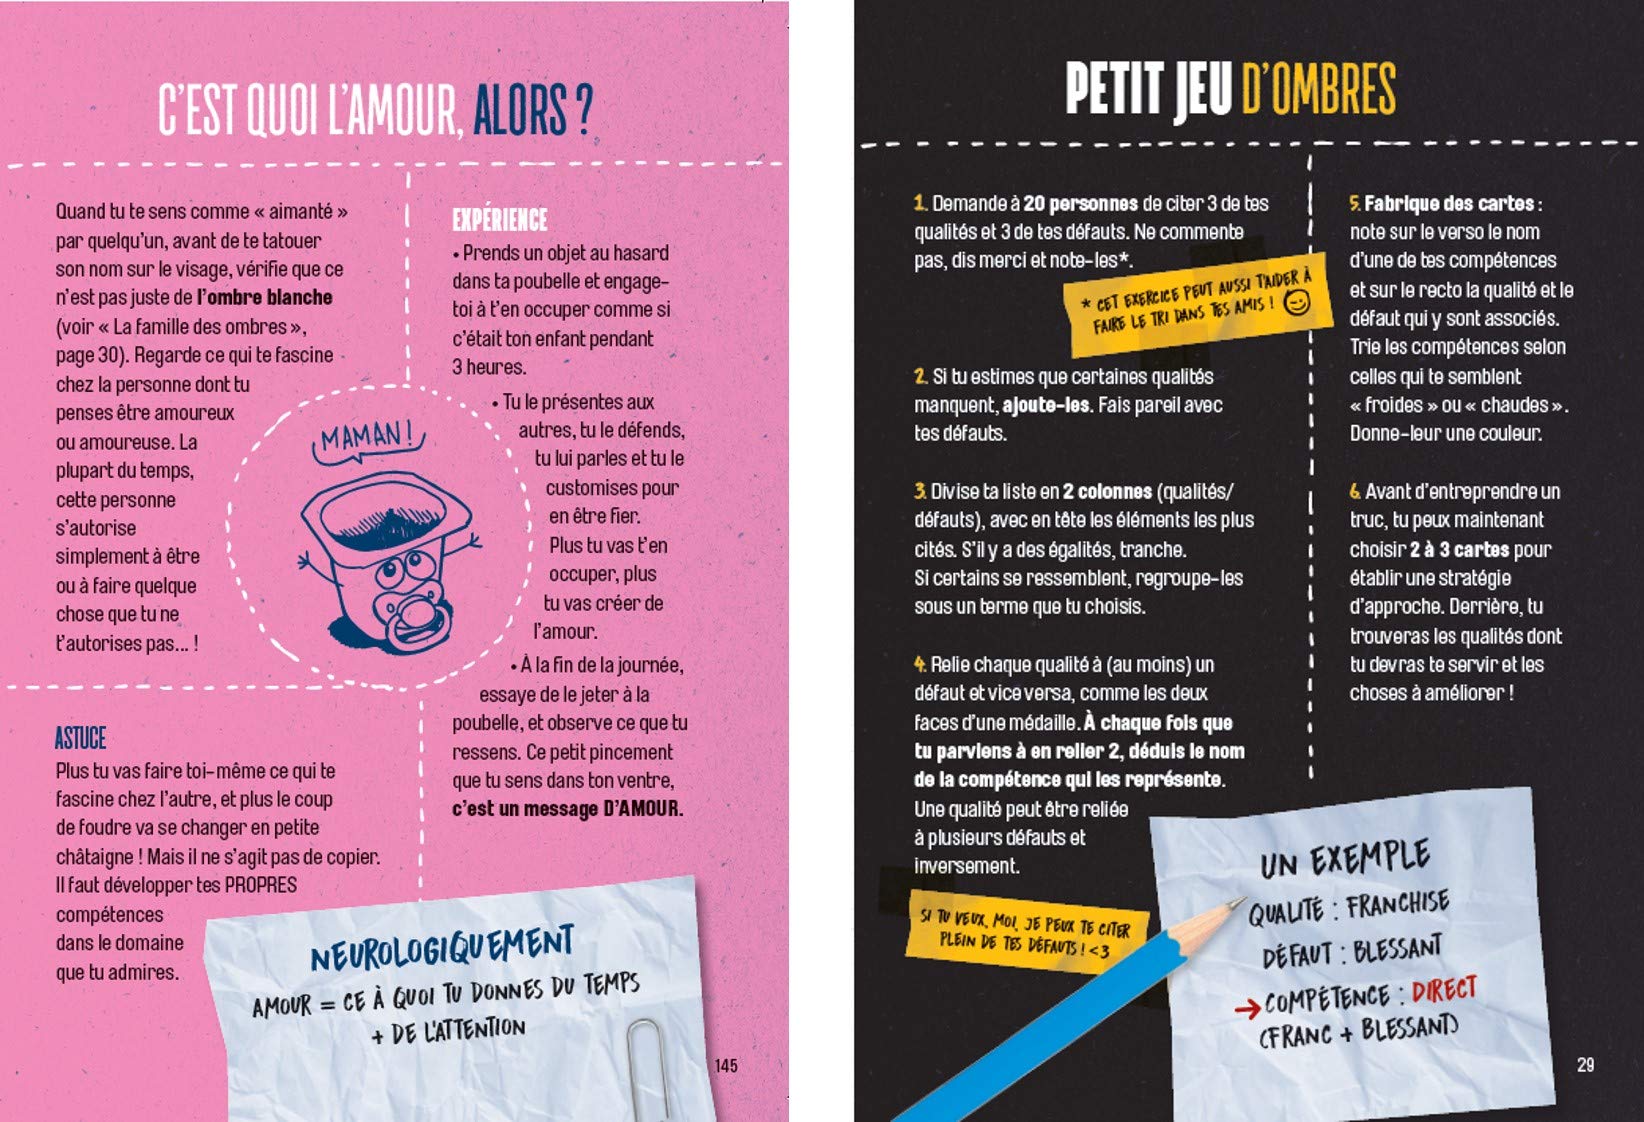 C'EST QUOI L'AMOUR, ALORS ?
Quand tu te sens comme « aimanté »
par quelqu'un, avant de te tatouer
son nom sur le visage, vérifie que ce
n'est pas juste de l'ombre blanche
(voir « La famille des ombres »,
page 30). Regarde ce qui te fascine
chez la personne dont tu
penses être amoureux
ou amoureuse. La
plupart du temps,
cette personne
s'autorise
simplement à être
ou à faire quelque
chose que tu ne
t'autorises pas... !
MAMAN !
ASTUCE
Plus tu vas faire toi-même ce qui te
fascine chez l'autre, et plus le coup
de foudre va se changer en petite
châtaigne ! Mais il ne s'agit pas de copier.
Il faut développer tes PROPRES
compétences
dans le domaine
que tu admires.
EXPÉRIENCE
• Prends un objet au hasard
dans ta poubelle et engage-
toi à t'en occuper comme si
c'était ton enfant pendant
3 heures.
• Tu le présentes aux
autres, tu le défends,
tu lui parles et tu le
customises pour
en être fier.
Plus tu vas t'en
occuper, plus
tu vas créer de
l'amour.
• À la fin de la journée,
essaye de le jeter à la
poubelle, et observe ce que tu
ressens. Ce petit pincement
que tu sens dans ton ventre,
c'est un message D'AMOUR.
NEUROLOGIQUEMENT
AMOUR = CE À QUOI TU DONNES DU TEMPS
+ DE L'ATTENTION
145
PETIT JEU D'OMBRES
1. Demande à 20 personnes de citer 3 de tes
qualités et 3 de tes défauts. Ne commente
pas, dis merci et note-les*.
* CET EXERCICE PEUT AUSSI T'AIDER À
FAIRE LE TRI DANS TES AMIS !
2. Si tu estimes que certaines qualités
manquent, ajoute-les. Fais pareil avec
tes défauts.
3. Divise ta liste en 2 colonnes (qualités/
défauts), avec en tête les éléments les plus
cités. S'il y a des égalités, tranche.
Si certains se ressemblent, regroupe-les
sous un terme que tu choisis.
4. Relie chaque qualité à (au moins) un
défaut et vice versa, comme les deux
faces d'une médaille. À chaque fois que
tu parviens à en relier 2, déduis le nom
de la compétence qui les représente.
Une qualité peut être reliée
à plusieurs défauts et
inversement.
SI TU VEUX, MOI, JE PEUX TE CITER
PLEIN DE TES DÉFAUTS ! <3
5. Fabrique des cartes :
note sur le verso le nom
d'une de tes compétences
et sur le recto la qualité et le
défaut qui y sont associés.
Trie les compétences selon
celles qui te semblent
« froides » ou « chaudes ».
Donne-leur une couleur.
6. Avant d'entreprendre un
truc, tu peux maintenant
choisir 2 à 3 cartes pour
établir une stratégie
d'approche. Derrière, tu
trouveras les qualités dont
tu devras te servir et les
choses à améliorer !
UN EXEMPLE
QUALITÉ : FRANCHISE
DÉFAUT : BLESSANT
→ COMPÉTENCE : DIRECT
(FRANC + BLESSANT)
29